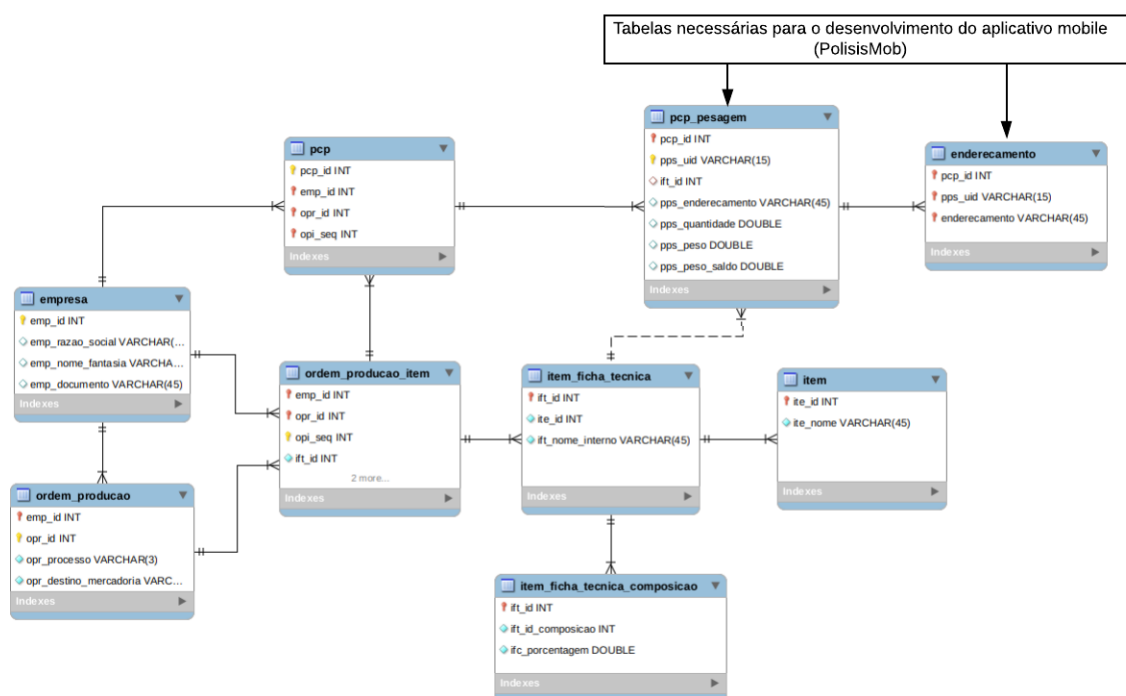 Tabelas necessárias para o desenvolvimento do aplicativo mobile
(PolisisMob)
pcp_pesagem
pcp_id INT
pps_uid VARCHAR(15)
ift_id INT
pps_enderecamento VARCHAR(45)
pps_quantidade DOUBLE
pps_peso DOUBLE
pps_peso_saldo DOUBLE
Indexes
enderecamento
pcp_id INT
pps_uid VARCHAR(15)
enderecamento VARCHAR(45)
Indexes
pcp
pcp_id INT
emp_id INT
opr_id INT
opi_seq INT
Indexes
empresa
emp_id INT
emp_razao_social VARCHAR(...
emp_nome_fantasia VARCHA...
emp_documento VARCHAR(45)
Indexes
ordem_producao_item
emp_id INT
opr_id INT
opi_seq INT
ift_id INT
2 more...
Indexes
item_ficha_tecnica
ift_id INT
ite_id INT
ift_nome_interno VARCHAR(45)
Indexes
item
ite_id INT
ite_nome VARCHAR(45)
Indexes
ordem_producao
emp_id INT
opr_id INT
opr_processo VARCHAR(3)
opr_destino_mercadoria VARC...
Indexes
item_ficha_tecnica_composicao
ift_id INT
ift_id_composicao INT
ifc_porcentagem DOUBLE
Indexes